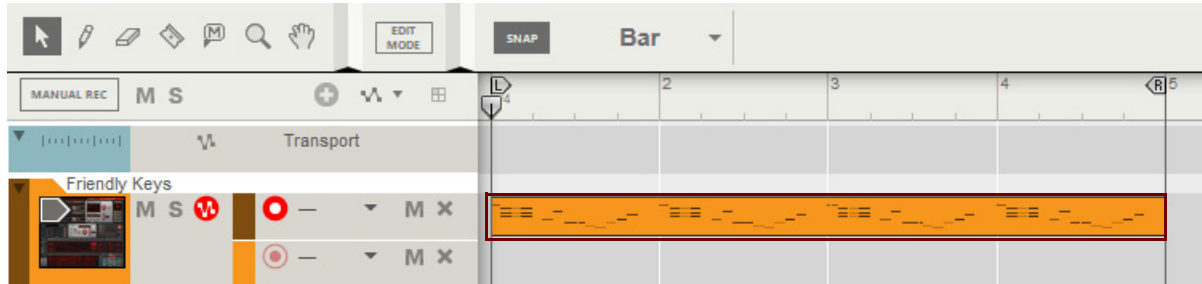 M
EDIT
MODE
SNAP
Bar
MANUAL REC M S
L 4 2 3 4 R 5
Transport
Friendly Keys
M S — M ×
— M ×